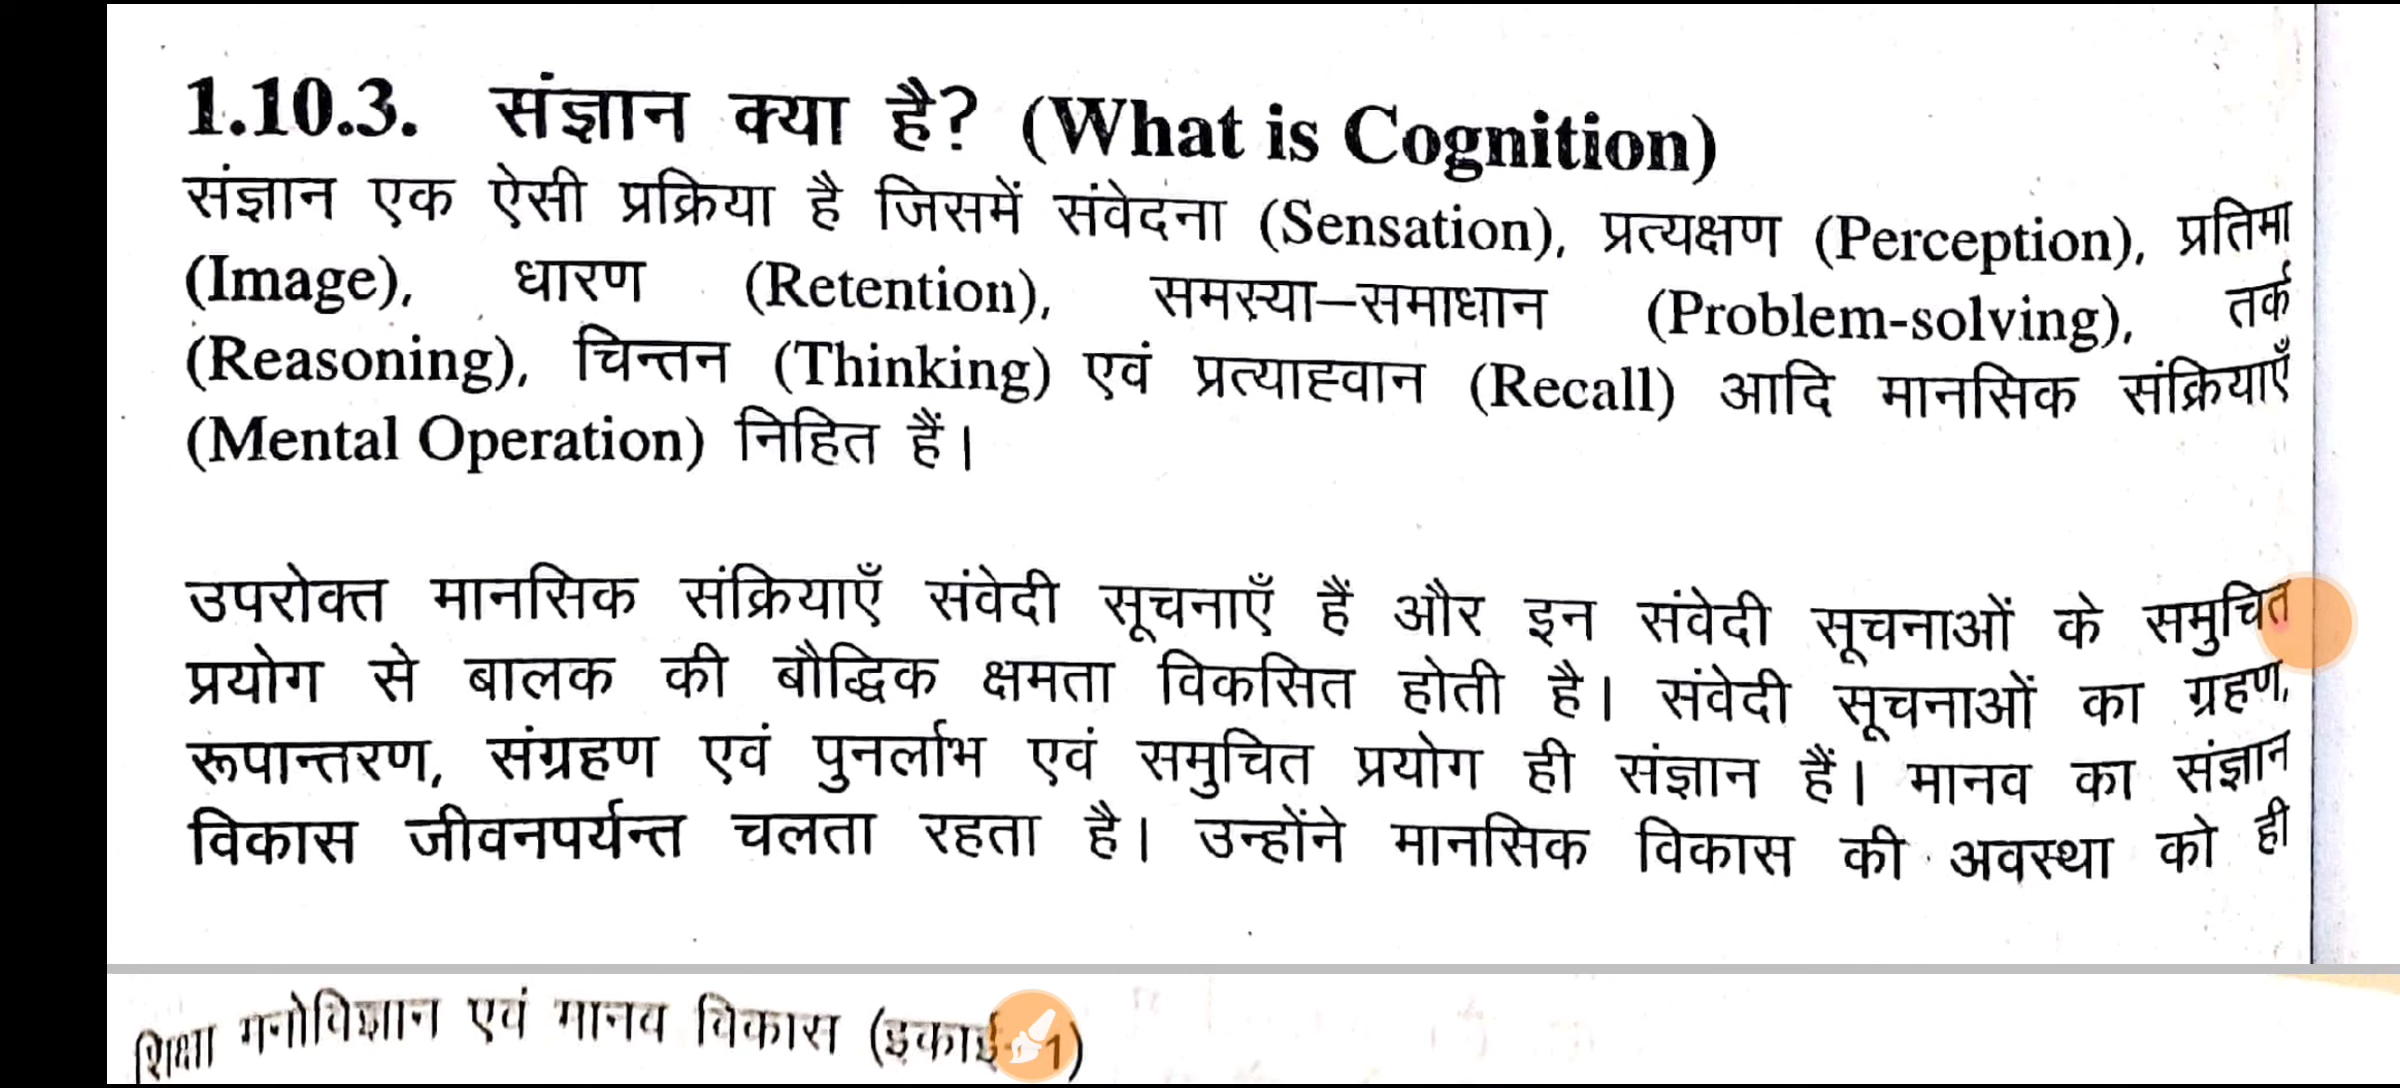 1.10.3. संज्ञान क्या है? (What is Cognition)
संज्ञान एक ऐसी प्रक्रिया है जिसमें संवेदना (Sensation), प्रत्यक्षण (Perception), प्रतिमा
(Image), धारण (Retention), समस्या–समाधान (Problem-solving), तर्क
(Reasoning), चिन्तन (Thinking) एवं प्रत्याह्वान (Recall) आदि मानसिक संक्रियाएँ
(Mental Operation) निहित हैं।
उपरोक्त मानसिक संक्रियाएँ संवेदी सूचनाएँ हैं और इन संवेदी सूचनाओं के समुचित
प्रयोग से बालक की बौद्धिक क्षमता विकसित होती है। संवेदी सूचनाओं का ग्रहण,
रूपान्तरण, संग्रहण एवं पुनर्लाभ एवं समुचित प्रयोग ही संज्ञान हैं। मानव का संज्ञान
विकास जीवनपर्यन्त चलता रहता है। उन्होंने मानसिक विकास की अवस्था को ही
शिक्षा मनोविज्ञान एवं मानव विकास (इकाई-1)